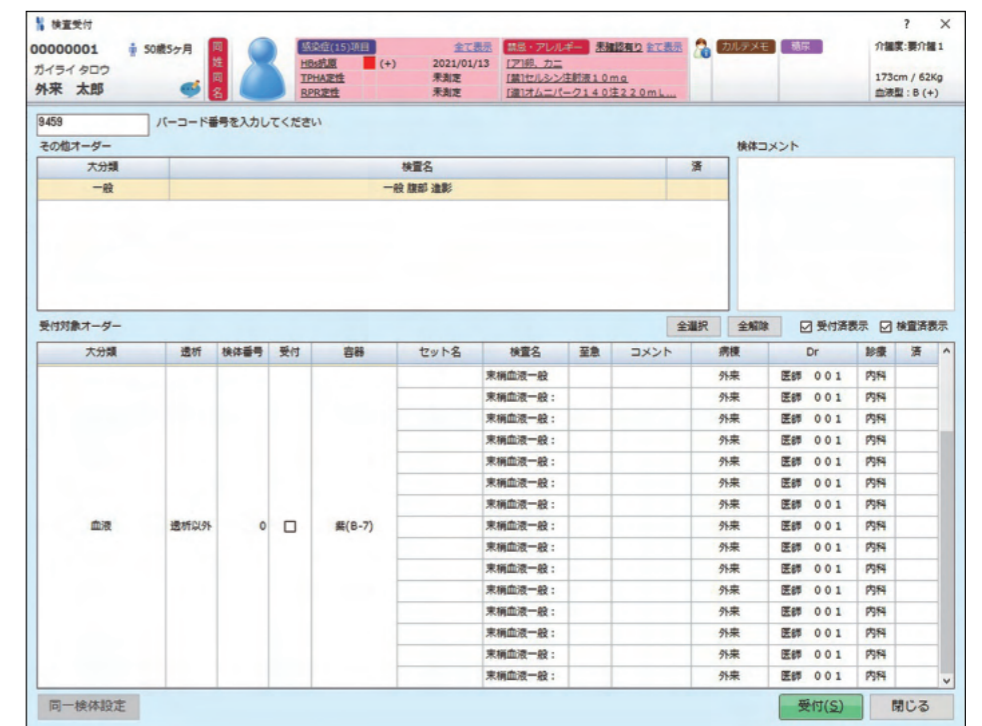 検査受付
? ×
00000001 50歳5ヶ月
ガイライ タロウ
外来 太郎
同姓同名
感染症(15)項目 全て表示
HBs抗原 (+) 2021/01/13
TPHA定性 未測定
RPR定性 未測定
禁忌・アレルギー 未確認有り 全て表示
[ア]卵、カニ
[禁]セルシン注射液10mg
[造]オムニパーク140注220mL...
カルテメモ
糖尿
介護度:要介護1
173cm / 62Kg
血液型:B(+)
9459 バーコード番号を入力してください
その他オーダー 検体コメント
大分類 検査名 済
一般 一般 腹部 造影
受付対象オーダー 全選択 全解除 受付済表示 検査済表示
大分類 透析 検体番号 受付 容器 セット名 検査名 至急 コメント 病棟 Dr 診療 済
末梢血液一般 外来 医師 001 内科
末梢血液一般: 外来 医師 001 内科
末梢血液一般: 外来 医師 001 内科
末梢血液一般: 外来 医師 001 内科
末梢血液一般: 外来 医師 001 内科
末梢血液一般: 外来 医師 001 内科
末梢血液一般: 外来 医師 001 内科
血液 透析以外 0 紫(B-7) 末梢血液一般: 外来 医師 001 内科
末梢血液一般: 外来 医師 001 内科
末梢血液一般: 外来 医師 001 内科
末梢血液一般: 外来 医師 001 内科
末梢血液一般: 外来 医師 001 内科
末梢血液一般: 外来 医師 001 内科
末梢血液一般: 外来 医師 001 内科
末梢血液一般: 外来 医師 001 内科
同一検体設定 受付(S) 閉じる